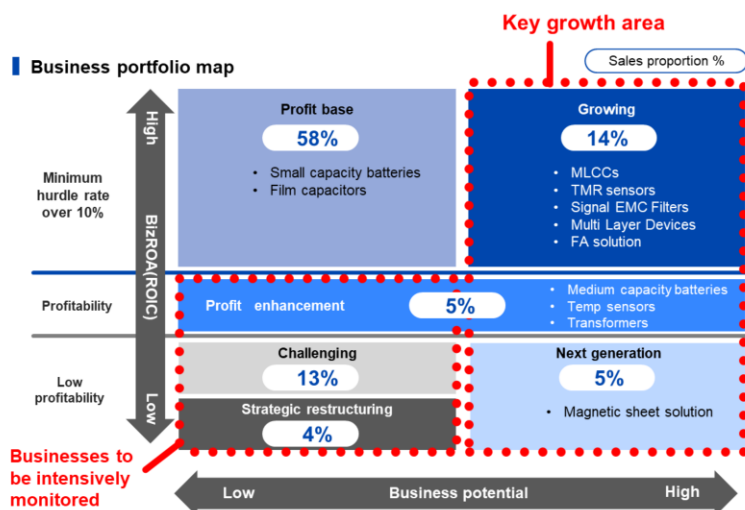 Key growth area
Business portfolio map
Sales proportion %
High
Minimum
hurdle rate
over 10%
Profitability
Low
profitability
BizROA(ROIC)
Low
Profit base
58%
• Small capacity batteries
• Film capacitors
Growing
14%
• MLCCs
• TMR sensors
• Signal EMC Filters
• Multi Layer Devices
• FA solution
Profit enhancement
5%
• Medium capacity batteries
• Temp sensors
• Transformers
Challenging
13%
Strategic restructuring
4%
Next generation
5%
• Magnetic sheet solution
Businesses to
be intensively
monitored
Low Business potential High